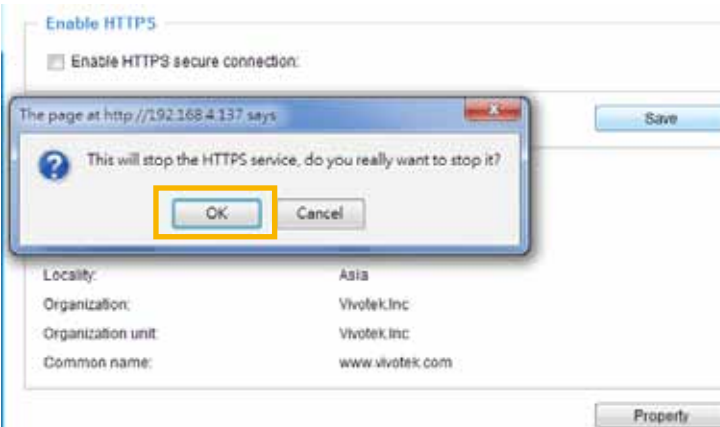 Enable HTTPS
Enable HTTPS secure connection:
The page at http://192.168.4.137 says
Save
This will stop the HTTPS service, do you really want to stop it?
OK Cancel
Locality: Asia
Organization: Vivotek.Inc
Organization unit: Vivotek.Inc
Common name: www.vivotek.com
Property